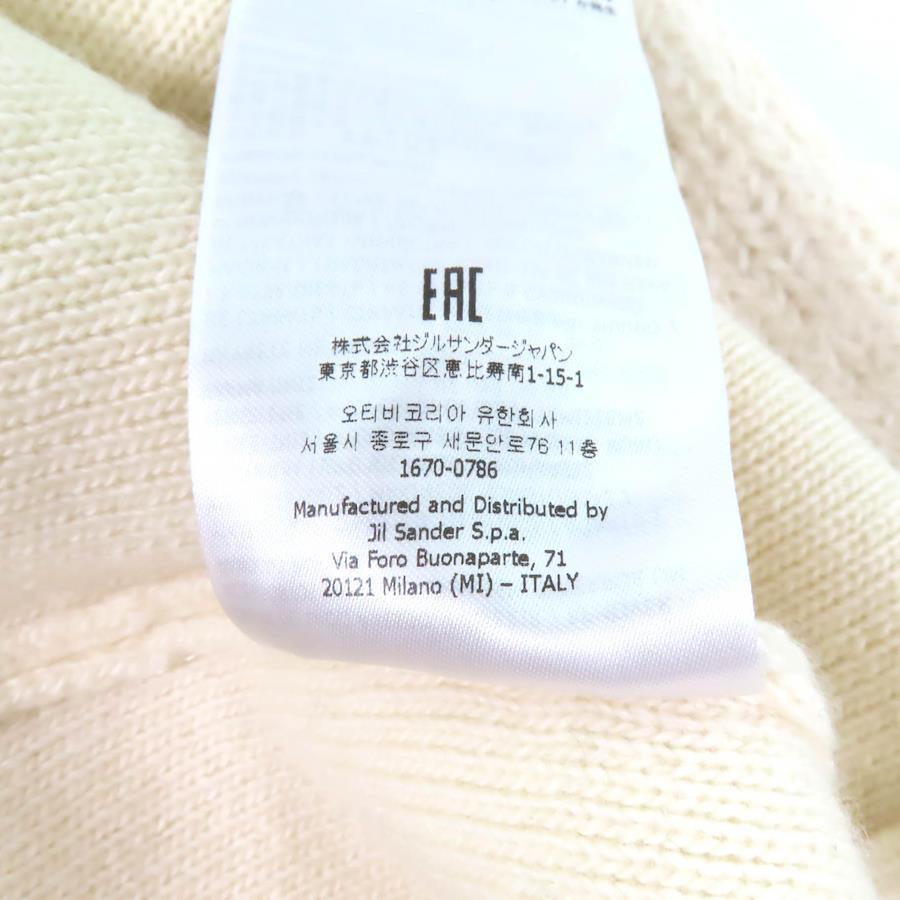 EAC
株式会社ジルサンダージャパン
東京都渋谷区恵比寿南1-15-1
오티비코리아 유한회사
서울시 종로구 새문안로76 11층
1670-0786
Manufactured and Distributed by
Jil Sander S.p.a.
Via Foro Buonaparte, 71
20121 Milano (MI) – ITALY